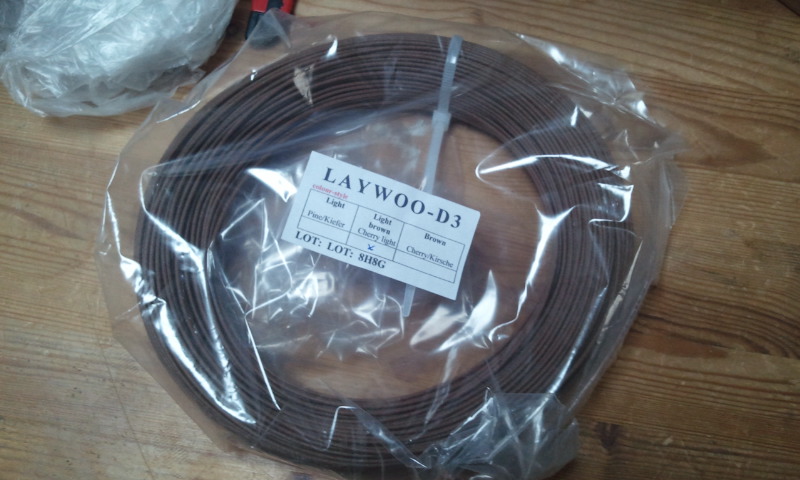 LAYWOO-D3
colour-style
Light Light brown Brown
Pine/Kiefer Cherry light Cherry/Kirsche
LOT: LOT: 8H8G